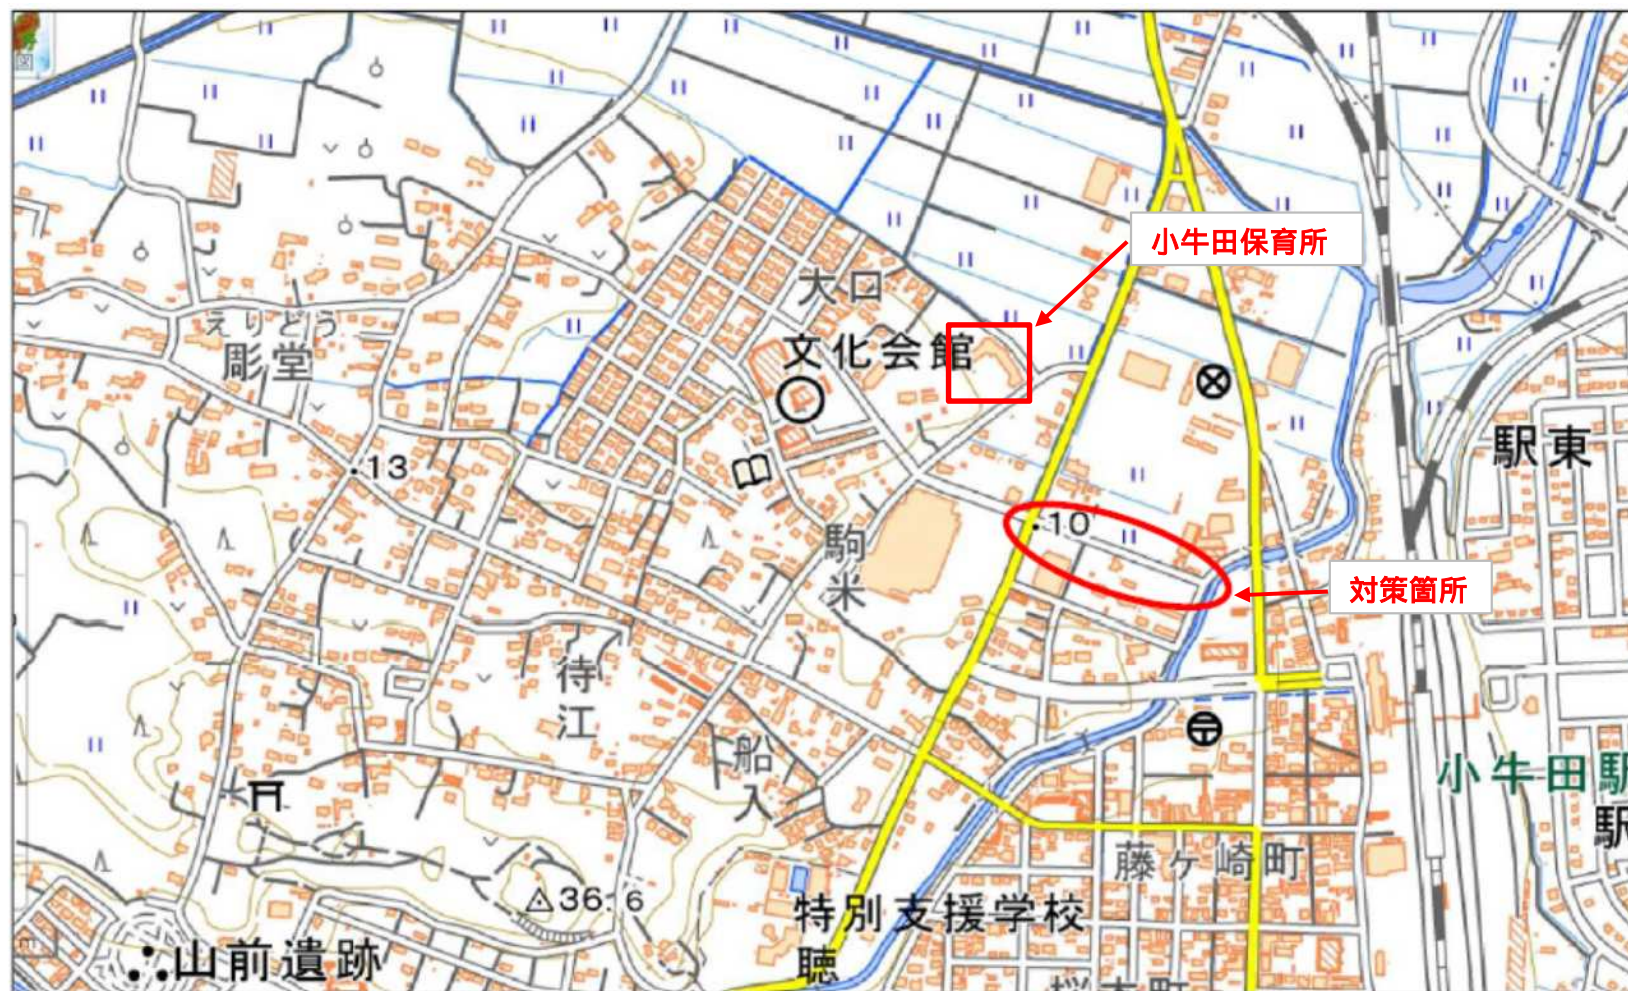 小牛田保育所
大口
えりどう
彫堂
文化会館
13
駅東
10
駒米
対策箇所
待江
船入
小牛田駅
駅
藤ヶ崎町
36.6
特別支援学校
聴
山前遺跡